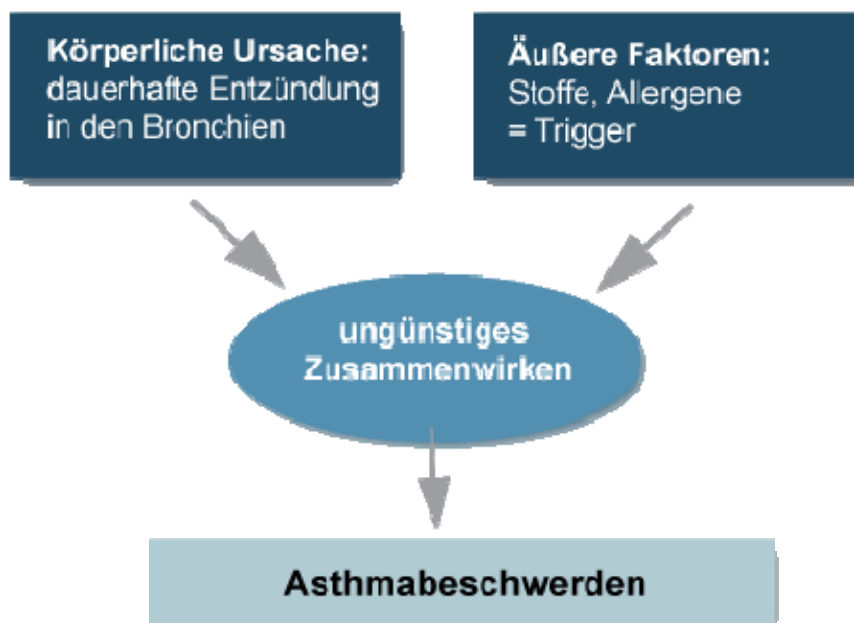 Körperliche Ursache:
dauerhafte Entzündung
in den Bronchien
Äußere Faktoren:
Stoffe, Allergene
= Trigger
ungünstiges
Zusammenwirken
Asthmabeschwerden